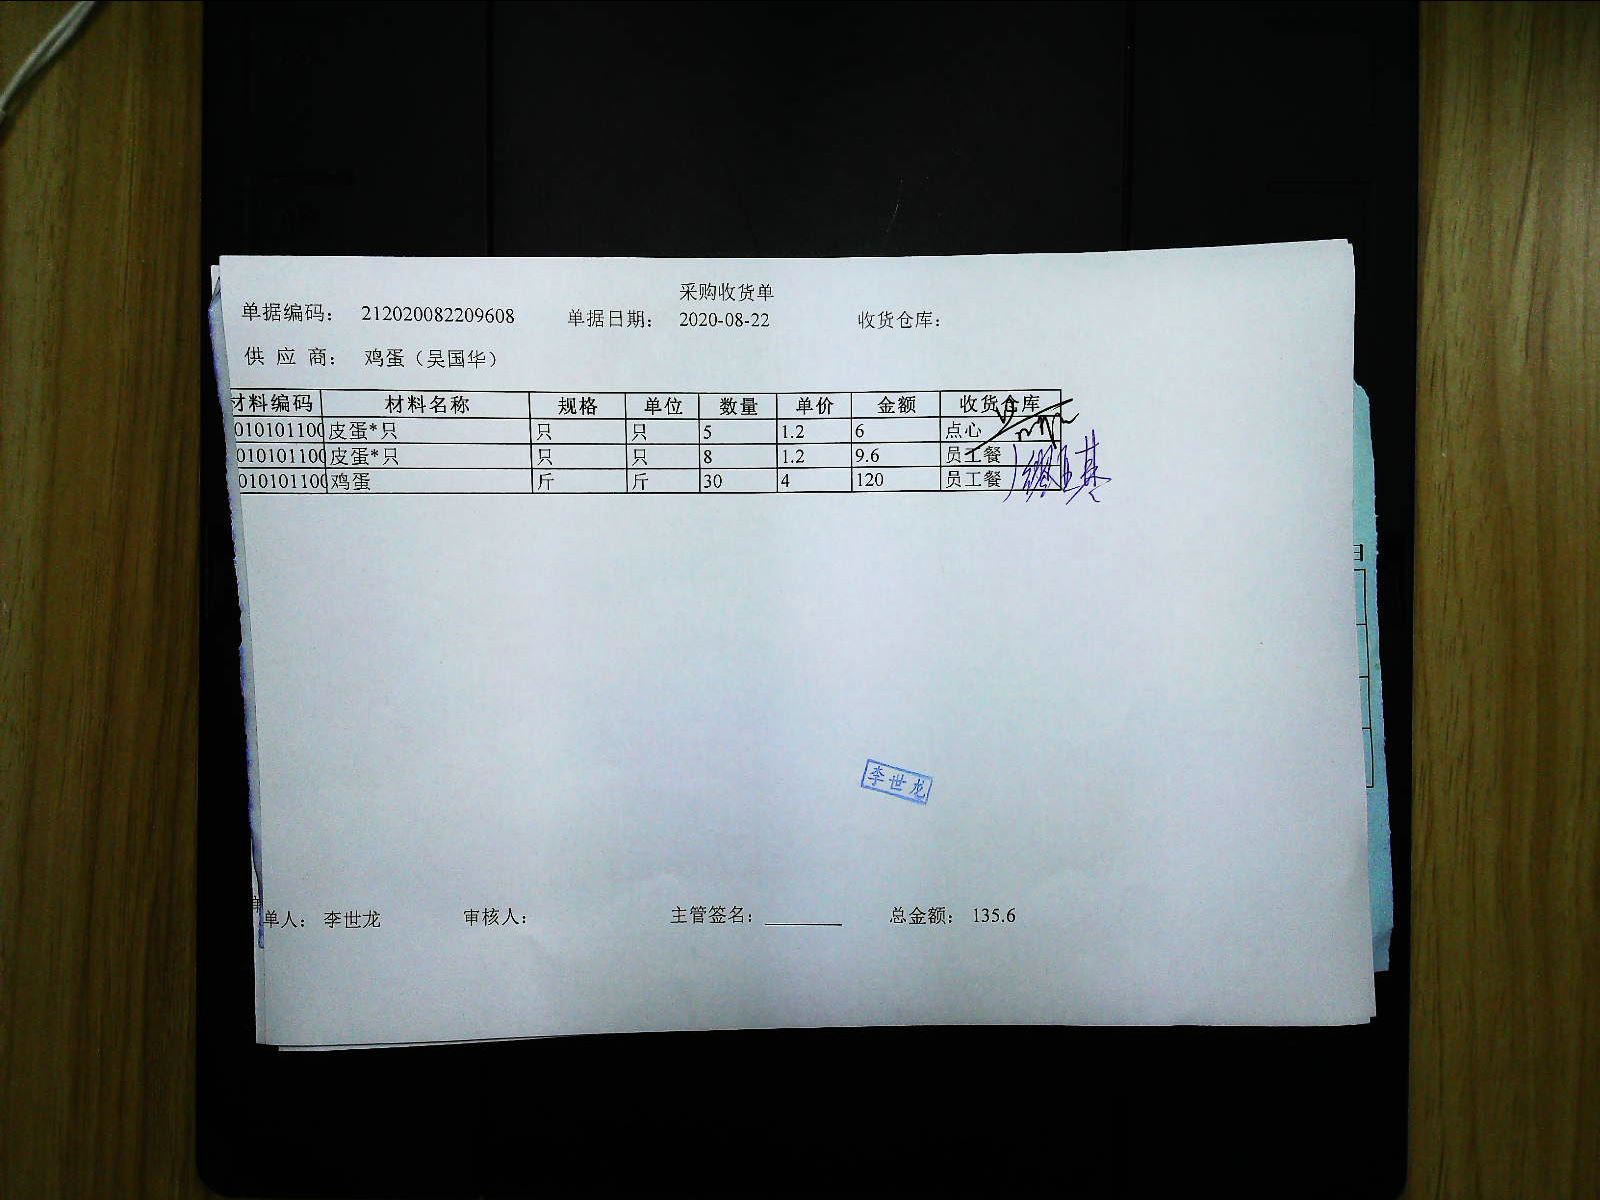 采购收货单
单据编码： 212020082209608 单据日期： 2020-08-22 收货仓库：
供 应 商： 鸡蛋（吴国华）
材料编码 材料名称 规格 单位 数量 单价 金额 收货仓库
010101100 皮蛋*只 只 只 5 1.2 6 点心
010101100 皮蛋*只 只 只 8 1.2 9.6 员工餐
010101100 鸡蛋 斤 斤 30 4 120 员工餐
李世龙
单人： 李世龙 审核人： 主管签名： 总金额： 135.6